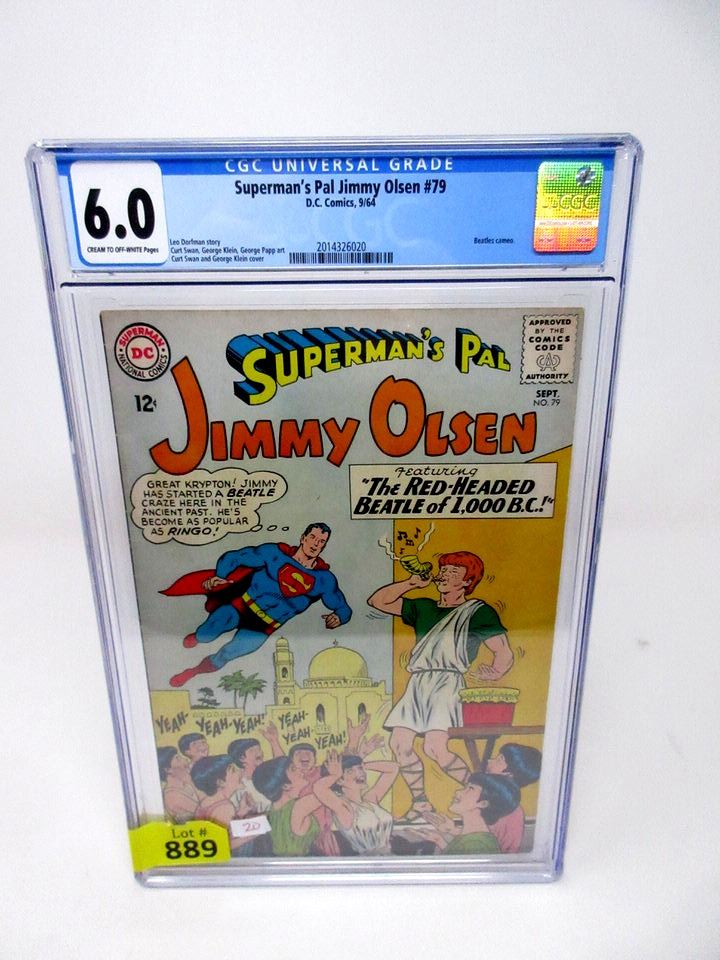 CGC UNIVERSAL GRADE
6.0
CREAM TO OFF-WHITE Pages
Superman's Pal Jimmy Olsen #79
D.C. Comics, 9/64
Leo Dorfman story
Curt Swan, George Klein, George Papp art
Curt Swan and George Klein cover
2014326020
Beatles cameo.
CGC
SUPERMAN
DC
NATIONAL COMICS
12¢
SUPERMAN'S PAL
JIMMY OLSEN
APPROVED
BY THE
COMICS
CODE
CA
AUTHORITY
SEPT.
NO. 79
GREAT KRYPTON! JIMMY
HAS STARTED A BEATLE
CRAZE HERE IN THE
ANCIENT PAST. HE'S
BECOME AS POPULAR
AS RINGO!
Featuring
"THE RED-HEADED
BEATLE of 1,000 B.C.!"
S
YEAH-
YEAH-YEAH!
YEAH-
YEAH-
YEAH!
Lot #
889
20